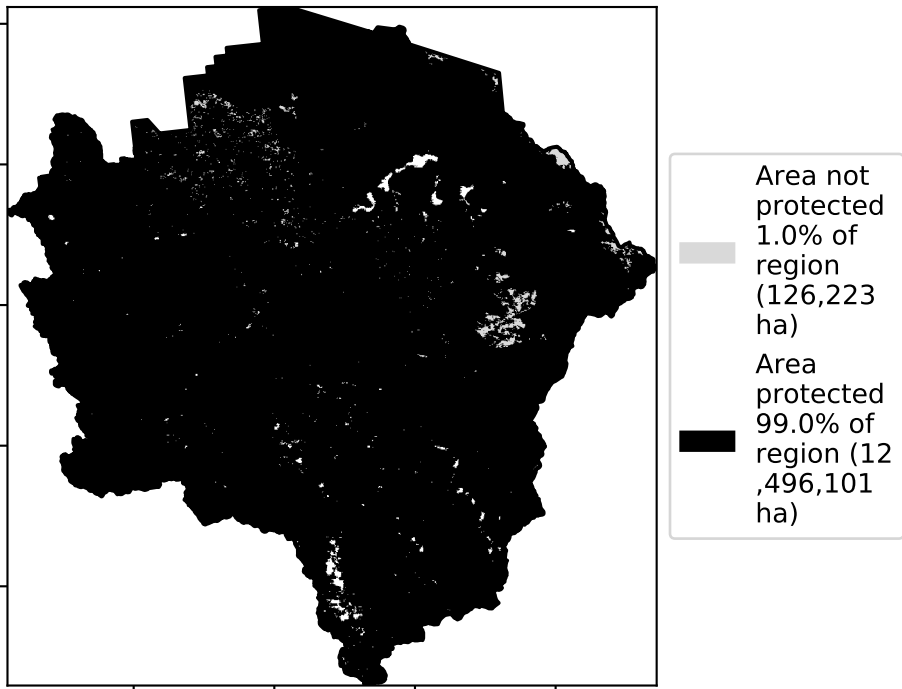 Area not
protected
1.0% of
region
(126,223
ha)
Area
protected
99.0% of
region (12
,496,101
ha)